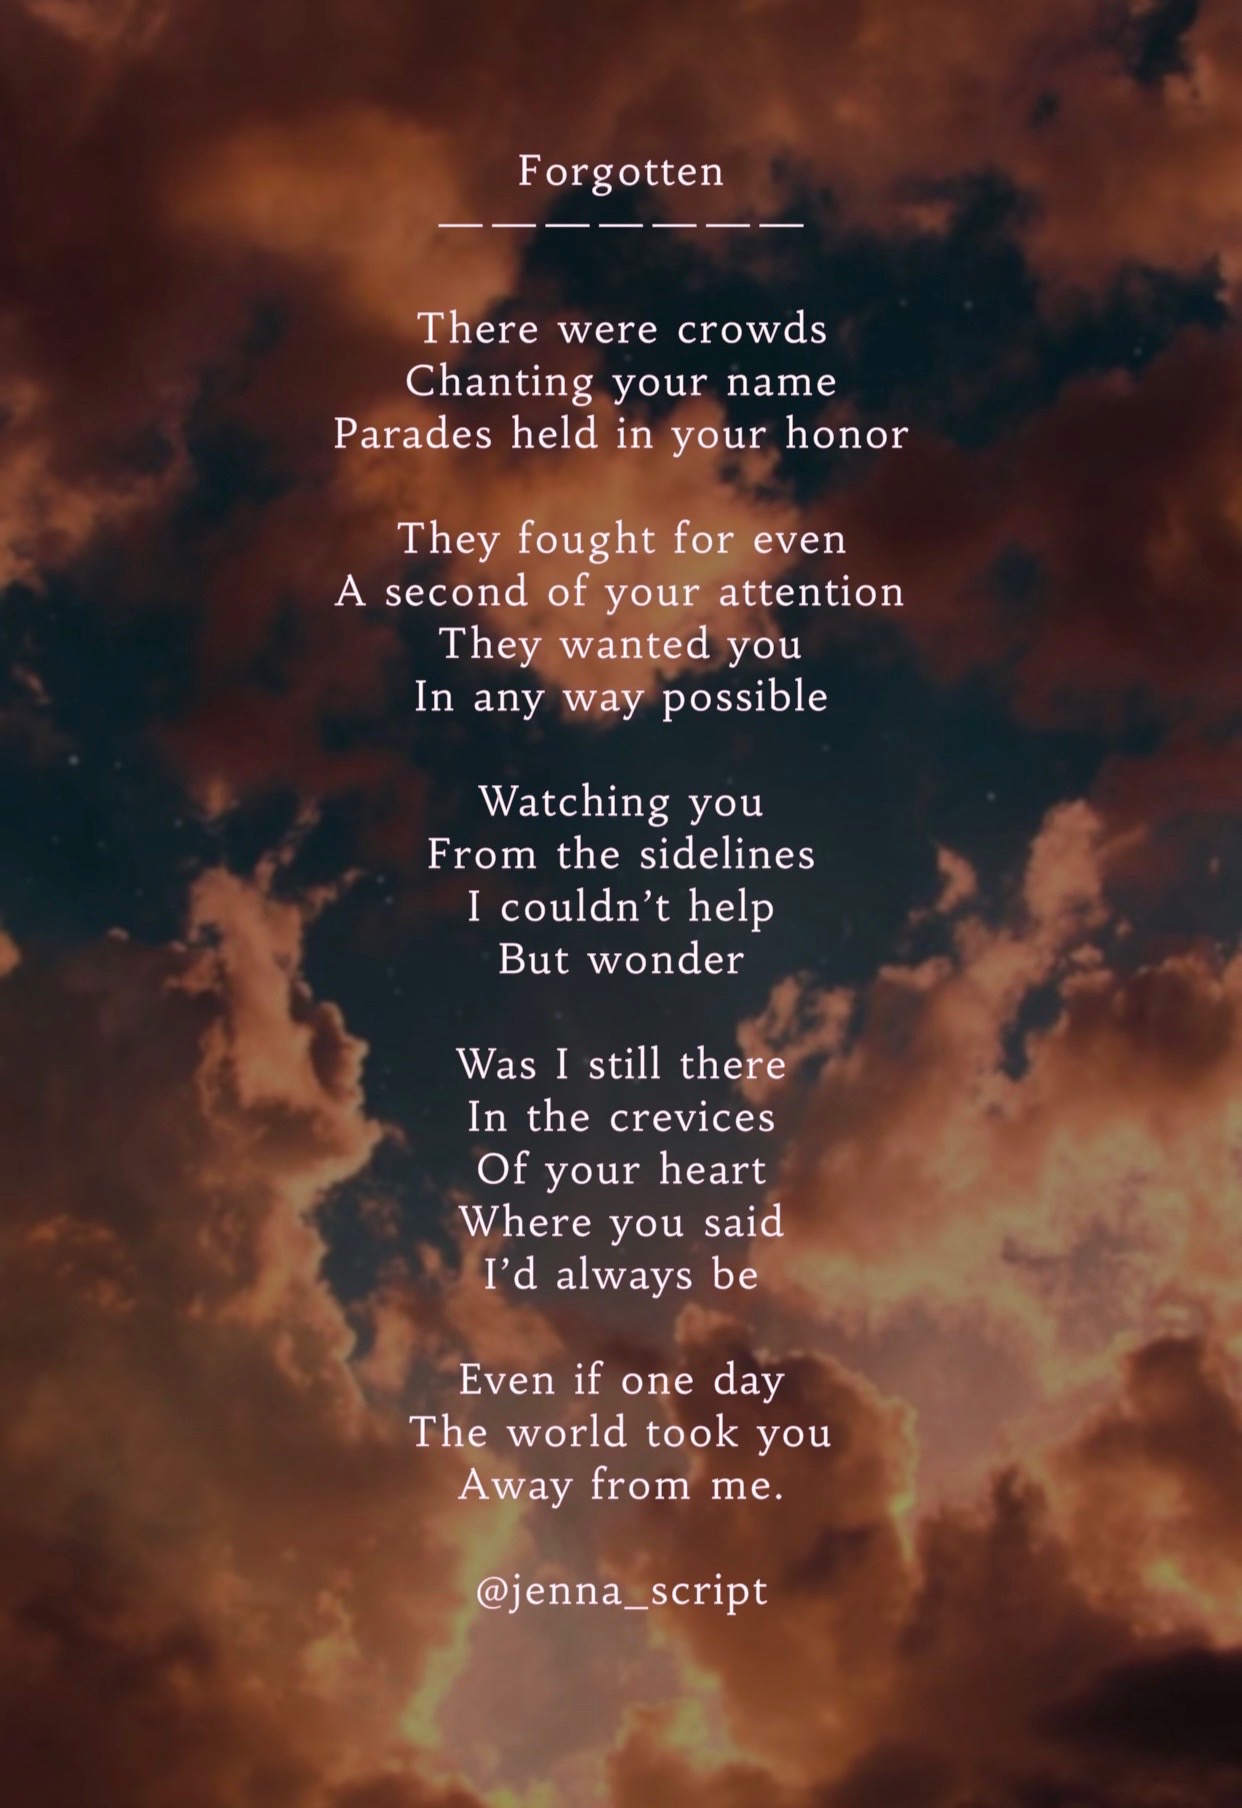 Forgotten
— — — — — — —
There were crowds
Chanting your name
Parades held in your honor
They fought for even
A second of your attention
They wanted you
In any way possible
Watching you
From the sidelines
I couldn’t help
But wonder
Was I still there
In the crevices
Of your heart
Where you said
I’d always be
Even if one day
The world took you
Away from me.
@jenna_script